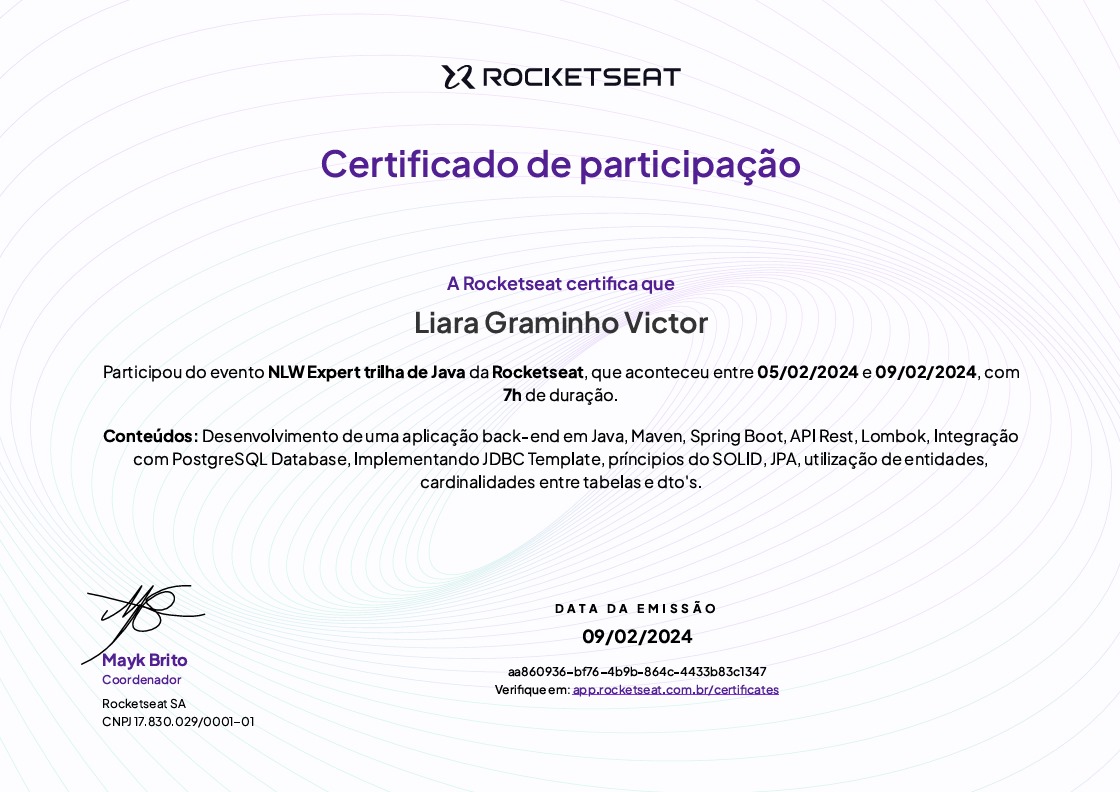 ROCKETSEAT
Certificado de participação
A Rocketseat certifica que
Liara Graminho Victor
Participou do evento NLW Expert trilha de Java da Rocketseat, que aconteceu entre 05/02/2024 e 09/02/2024, com
7h de duração.
Conteúdos: Desenvolvimento de uma aplicação back-end em Java, Maven, Spring Boot, API Rest, Lombok, Integração
com PostgreSQL Database, Implementando JDBC Template, príncipios do SOLID, JPA, utilização de entidades,
cardinalidades entre tabelas e dto's.
Mayk Brito
Coordenador
Rocketseat SA
CNPJ 17.830.029/0001-01
DATA DA EMISSÃO
09/02/2024
aa860936-bf76-4b9b-864c-4433b83c1347
Verifique em: app.rocketseat.com.br/certificates